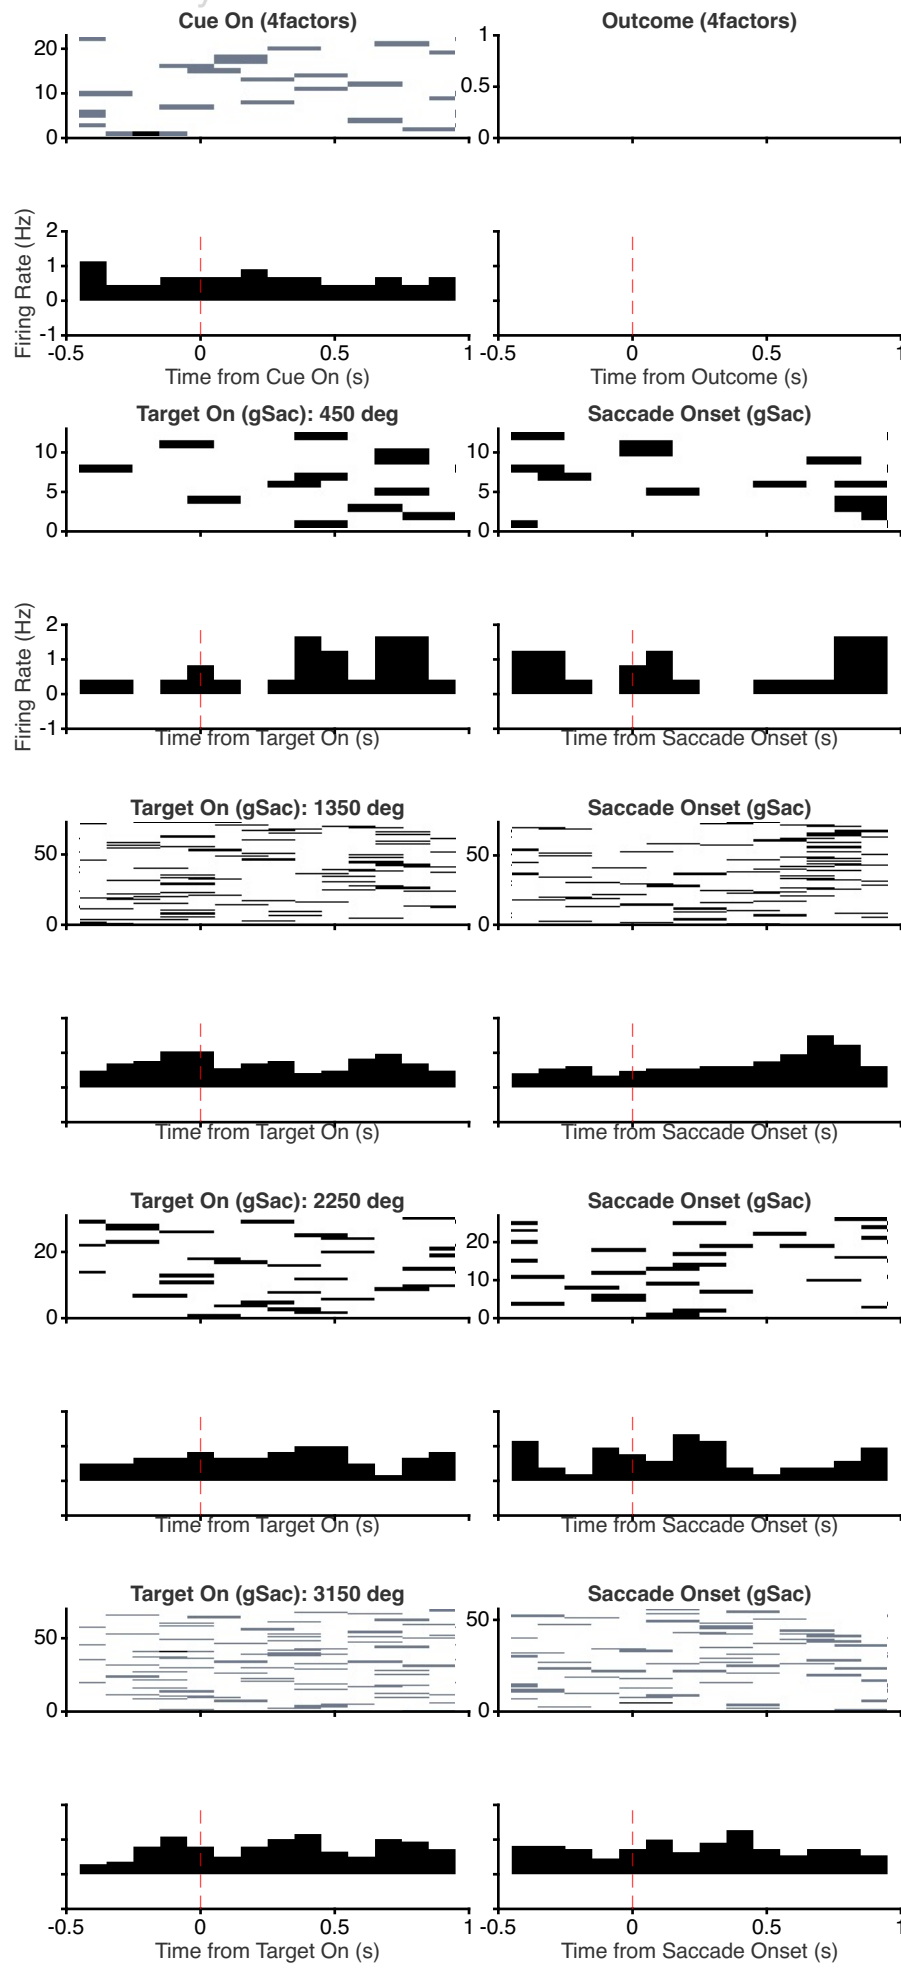 Cue On (4factors)
Outcome (4factors)
20
10
0
1
0.5
0
Firing Rate (Hz)
2
1
0
-1
-0.5 0 0.5 1
-0.5 0 0.5 1
Time from Cue On (s)
Time from Outcome (s)
Target On (gSac): 450 deg
Saccade Onset (gSac)
10
5
0
10
5
0
Firing Rate (Hz)
2
1
0
-1
2
1
0
-1
Time from Target On (s)
Time from Saccade Onset (s)
Target On (gSac): 1350 deg
Saccade Onset (gSac)
50
0
50
0
Time from Target On (s)
Time from Saccade Onset (s)
Target On (gSac): 2250 deg
Saccade Onset (gSac)
20
0
20
10
0
Time from Target On (s)
Time from Saccade Onset (s)
Target On (gSac): 3150 deg
Saccade Onset (gSac)
50
0
50
0
-0.5 0 0.5 1
-0.5 0 0.5 1
Time from Target On (s)
Time from Saccade Onset (s)